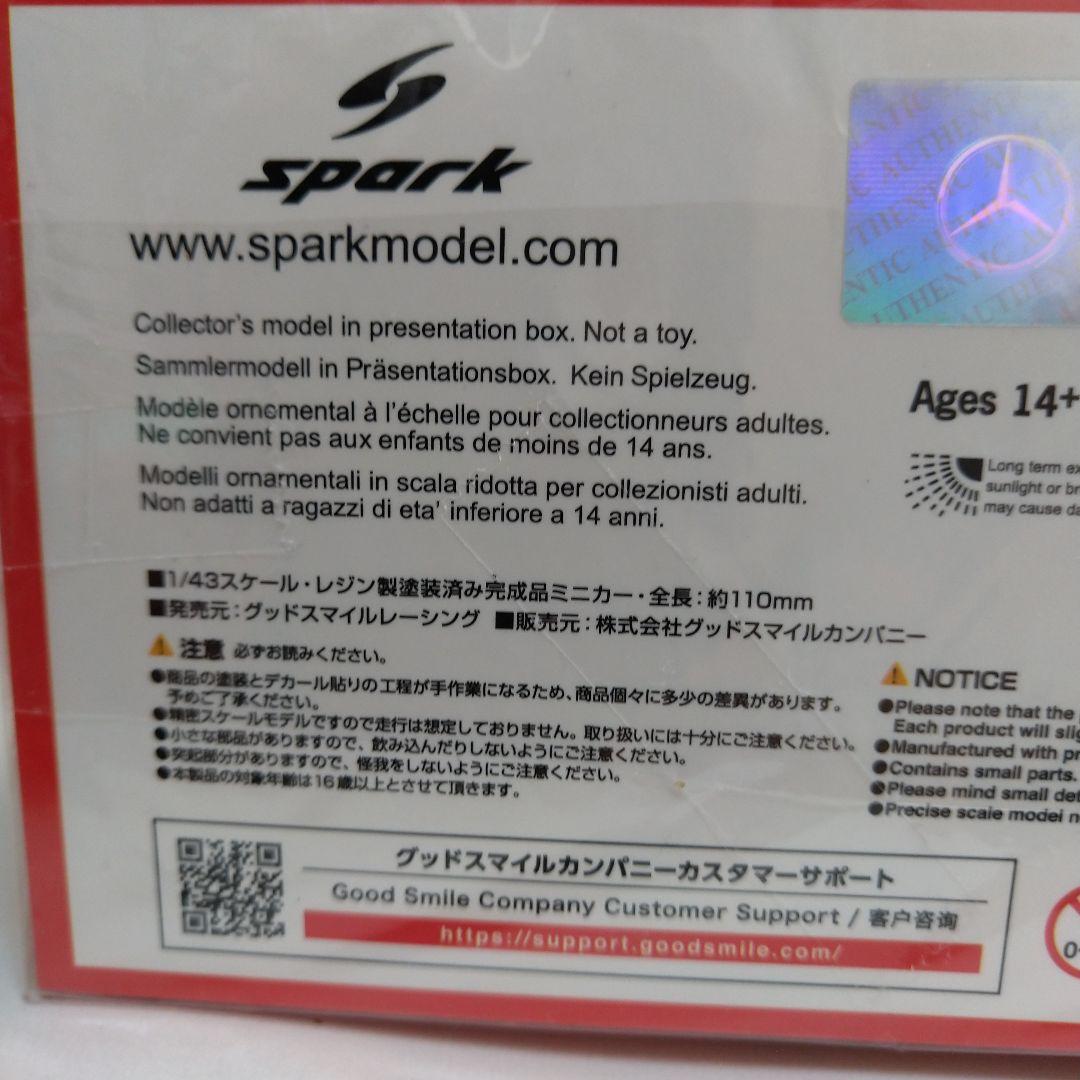 spark
www.sparkmodel.com
Collector's model in presentation box. Not a toy.
Sammlermodell in Präsentationsbox. Kein Spielzeug.
Modèle ornemental à l'échelle pour collectionneurs adultes.
Ne convient pas aux enfants de moins de 14 ans.
Modelli ornamentali in scala ridotta per collezionisti adulti.
Non adatti a ragazzi di eta' inferiore a 14 anni.
■1/43スケール・レジン製塗装済み完成品ミニカー・全長：約110mm
■発売元：グッドスマイルレーシング ■販売元：株式会社グッドスマイルカンパニー
注意 必ずお読みください。
●商品の塗装とデカール貼りの工程が手作業になるため、商品個々に多少の差異があります。
予めご了承ください。
●精密スケールモデルですので走行は想定しておりません。取り扱いには十分にご注意ください。
●小さな部品がありますので、飲み込んだりしないようにご注意ください。
●突起部分がありますので、怪我をしないようにご注意ください。
●本製品の対象年齢は16歳以上とさせて頂きます。
グッドスマイルカンパニーカスタマーサポート
Good Smile Company Customer Support / 客户咨询
https://support.goodsmile.com/
AUTHENTIC
Ages 14+
Long term ex
sunlight or br
may cause da
NOTICE
●Please note that the
Each product will slig
●Manufactured with pr
●Contains small parts.
●Please mind small det
●Precise scale model n
0-